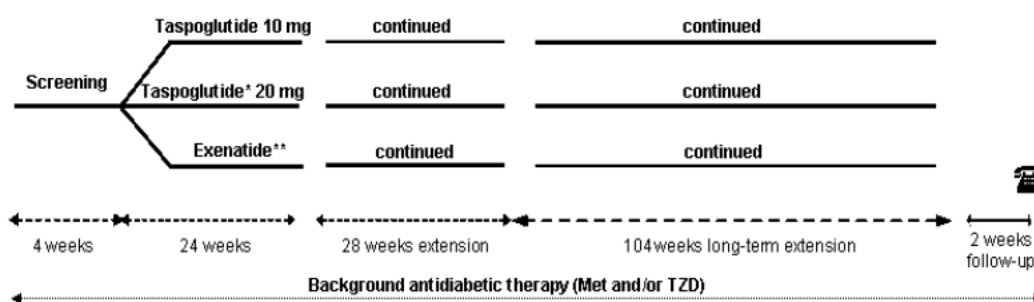 Taspoglutide 10 mg continued continued
Screening
Taspoglutide* 20 mg continued continued
Exenatide** continued continued
4 weeks 24 weeks 28 weeks extension 104 weeks long-term extension 2 weeks
follow-up
Background antidiabetic therapy (Met and/or TZD)